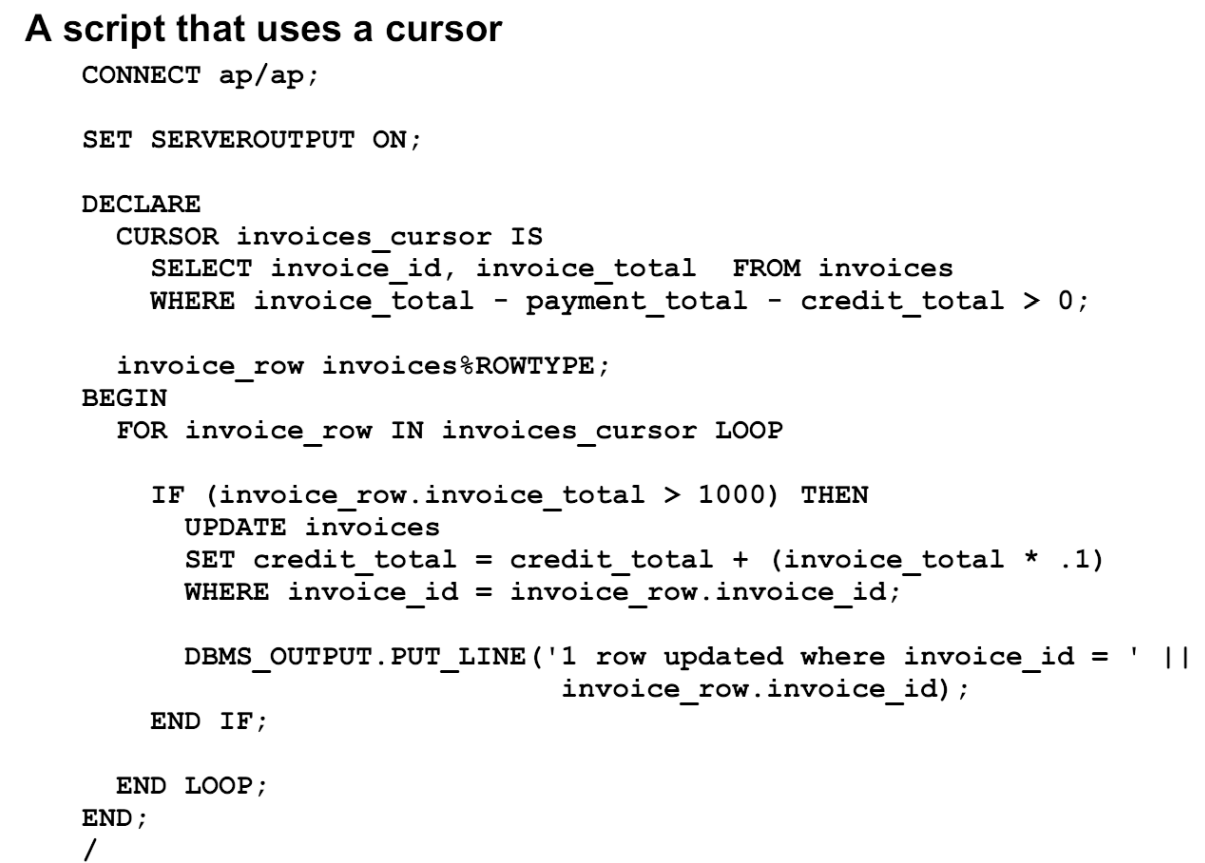 A script that uses a cursor
CONNECT ap/ap;
SET SERVEROUTPUT ON;
DECLARE
CURSOR invoices_cursor IS
SELECT invoice_id, invoice_total  FROM invoices
WHERE invoice_total - payment_total - credit_total > 0;
invoice_row invoices%ROWTYPE;
BEGIN
FOR invoice_row IN invoices_cursor LOOP
IF (invoice_row.invoice_total > 1000) THEN
UPDATE invoices
SET credit_total = credit_total + (invoice_total * .1)
WHERE invoice_id = invoice_row.invoice_id;
DBMS_OUTPUT.PUT_LINE('1 row updated where invoice_id = ' ||
invoice_row.invoice_id);
END IF;
END LOOP;
END;
/